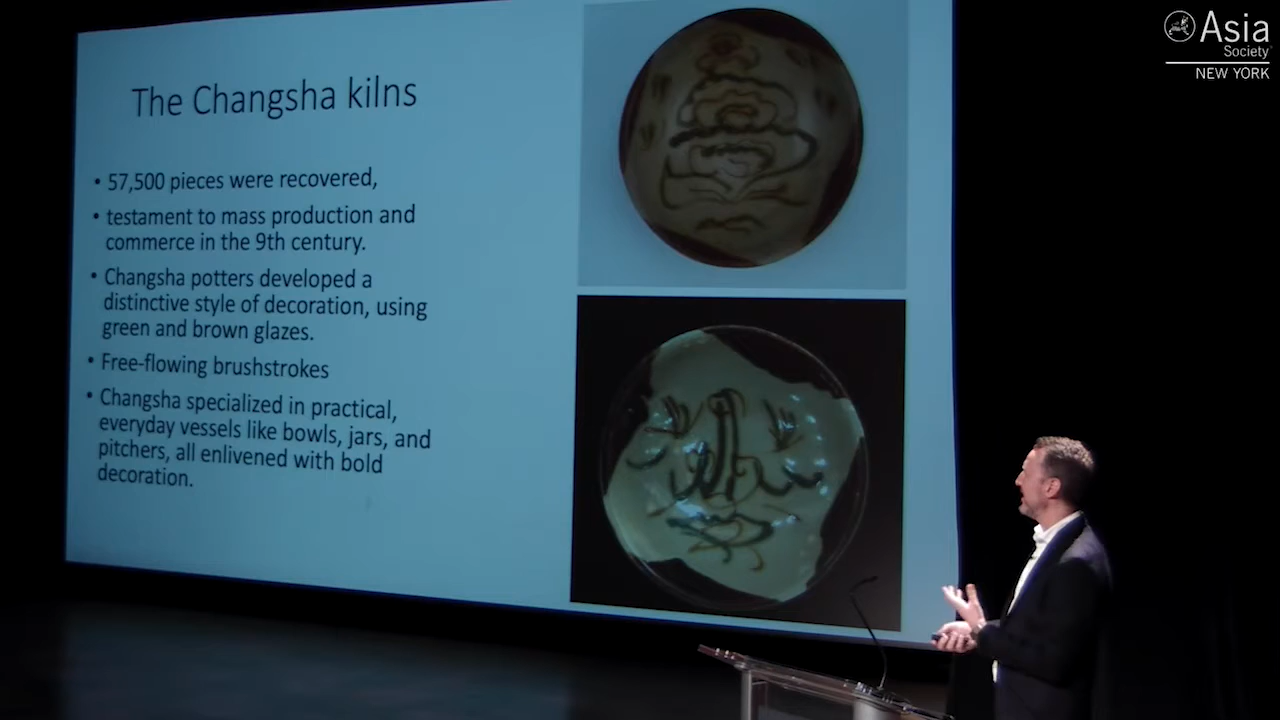 The Changsha kilns
• 57,500 pieces were recovered,
• testament to mass production and
commerce in the 9th century.
• Changsha potters developed a
distinctive style of decoration, using
green and brown glazes.
• Free-flowing brushstrokes
• Changsha specialized in practical,
everyday vessels like bowls, jars, and
pitchers, all enlivened with bold
decoration.
Asia
Society
NEW YORK